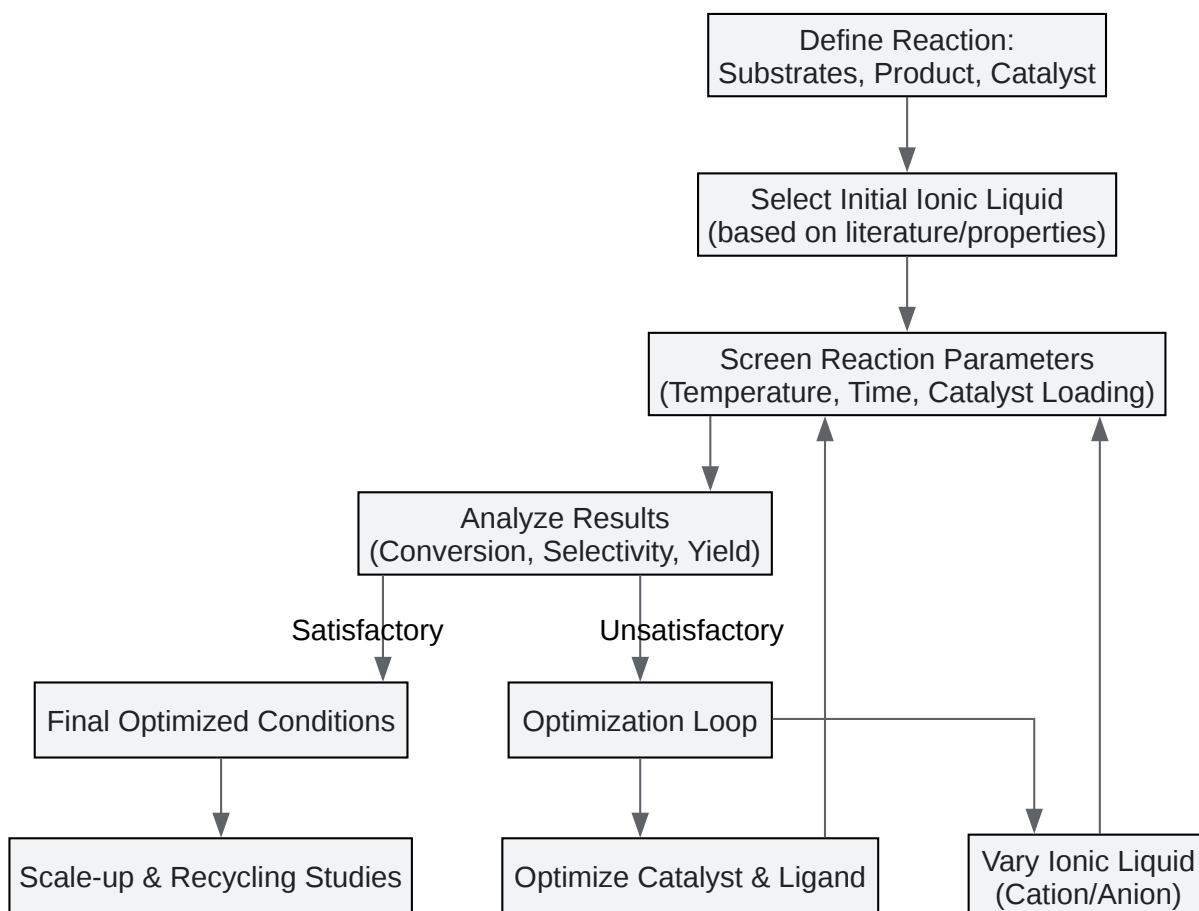 Define Reaction:
Substrates, Product, Catalyst
Select Initial Ionic Liquid
(based on literature/properties)
Screen Reaction Parameters
(Temperature, Time, Catalyst Loading)
Analyze Results
(Conversion, Selectivity, Yield)
Satisfactory
Unsatisfactory
Final Optimized Conditions
Optimization Loop
Scale-up & Recycling Studies
Optimize Catalyst & Ligand
Vary Ionic Liquid
(Cation/Anion)